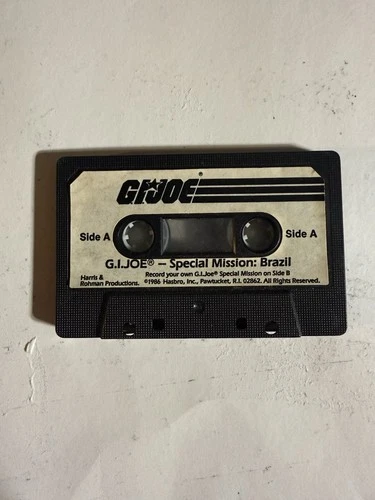 G.I.JOE®
Side A
Side A
G.I.JOE® – Special Mission: Brazil
Record your own G.I.Joe® Special Mission on Side B
Harris &
Rohman Productions. ©1986 Hasbro, Inc., Pawtucket, R.I. 02862. All Rights Reserved.